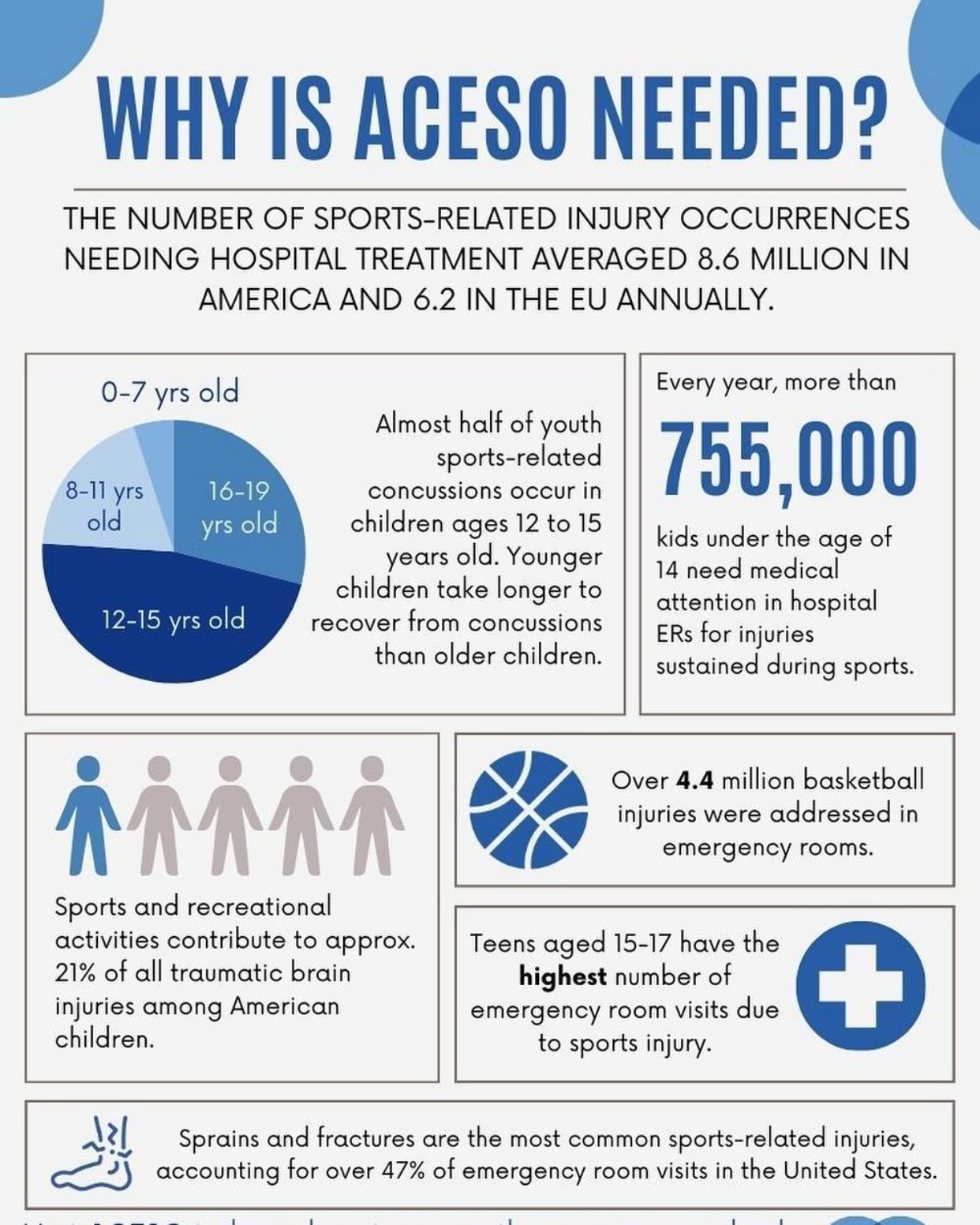 WHY IS ACESO NEEDED?
THE NUMBER OF SPORTS-RELATED INJURY OCCURRENCES
NEEDING HOSPITAL TREATMENT AVERAGED 8.6 MILLION IN
AMERICA AND 6.2 IN THE EU ANNUALLY.
0-7 yrs old
8-11 yrs
old
16-19
yrs old
12-15 yrs old
Almost half of youth
sports-related
concussions occur in
children ages 12 to 15
years old. Younger
children take longer to
recover from concussions
than older children.
Every year, more than
755,000
kids under the age of
14 need medical
attention in hospital
ERs for injuries
sustained during sports.
Sports and recreational
activities contribute to approx.
21% of all traumatic brain
injuries among American
children.
Over 4.4 million basketball
injuries were addressed in
emergency rooms.
Teens aged 15-17 have the
highest number of
emergency room visits due
to sports injury.
Sprains and fractures are the most common sports-related injuries,
accounting for over 47% of emergency room visits in the United States.